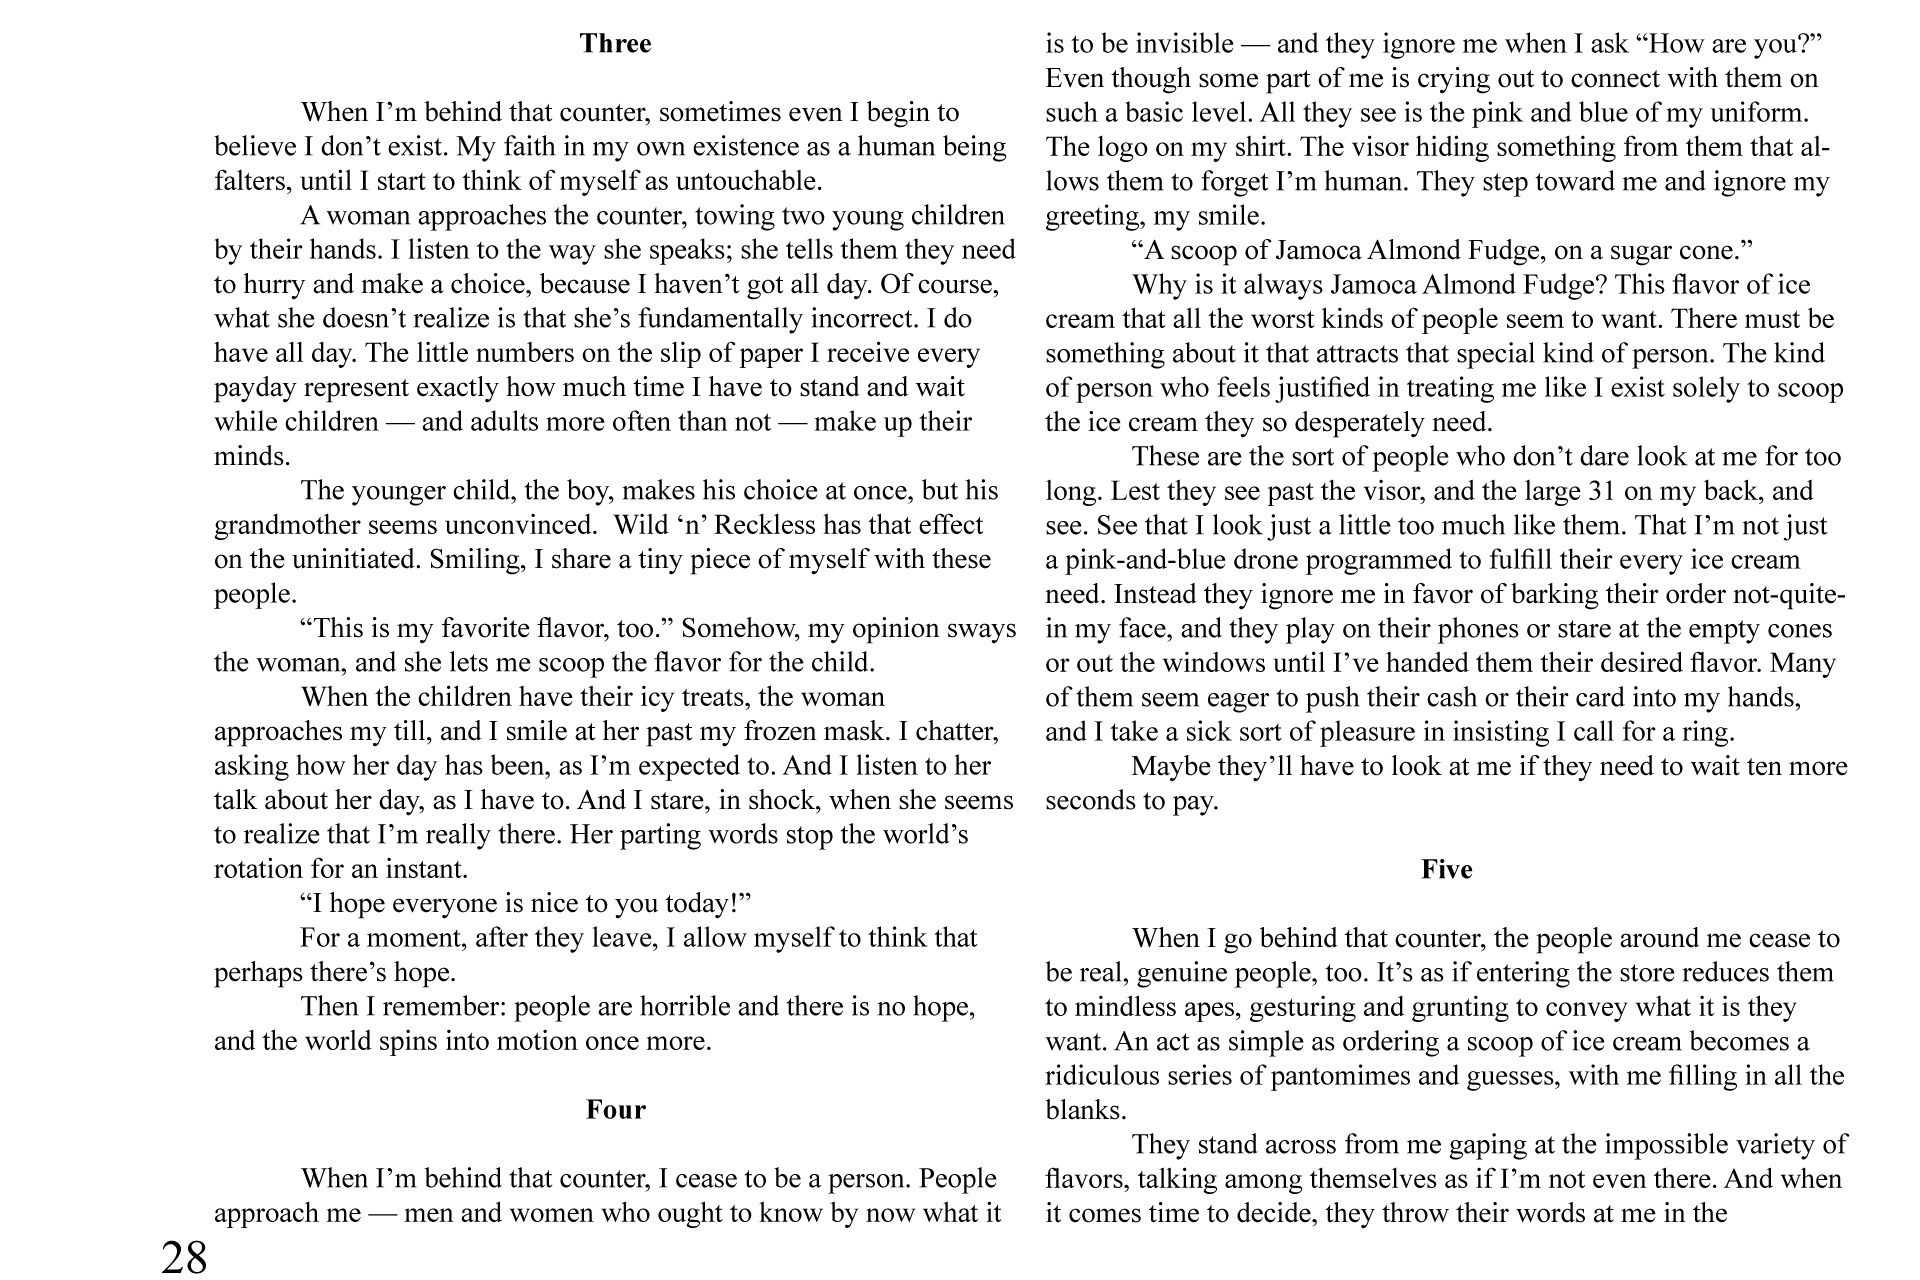 Three
When I’m behind that counter, sometimes even I begin to
believe I don’t exist. My faith in my own existence as a human being
falters, until I start to think of myself as untouchable.
A woman approaches the counter, towing two young children
by their hands. I listen to the way she speaks; she tells them they need
to hurry and make a choice, because I haven’t got all day. Of course,
what she doesn’t realize is that she’s fundamentally incorrect. I do
have all day. The little numbers on the slip of paper I receive every
payday represent exactly how much time I have to stand and wait
while children — and adults more often than not — make up their
minds.
The younger child, the boy, makes his choice at once, but his
grandmother seems unconvinced.  Wild ‘n’ Reckless has that effect
on the uninitiated. Smiling, I share a tiny piece of myself with these
people.
“This is my favorite flavor, too.” Somehow, my opinion sways
the woman, and she lets me scoop the flavor for the child.
When the children have their icy treats, the woman
approaches my till, and I smile at her past my frozen mask. I chatter,
asking how her day has been, as I’m expected to. And I listen to her
talk about her day, as I have to. And I stare, in shock, when she seems
to realize that I’m really there. Her parting words stop the world’s
rotation for an instant.
“I hope everyone is nice to you today!”
For a moment, after they leave, I allow myself to think that
perhaps there’s hope.
Then I remember: people are horrible and there is no hope,
and the world spins into motion once more.
Four
When I’m behind that counter, I cease to be a person. People
approach me — men and women who ought to know by now what it
28
is to be invisible — and they ignore me when I ask “How are you?”
Even though some part of me is crying out to connect with them on
such a basic level. All they see is the pink and blue of my uniform.
The logo on my shirt. The visor hiding something from them that al-
lows them to forget I’m human. They step toward me and ignore my
greeting, my smile.
“A scoop of Jamoca Almond Fudge, on a sugar cone.”
Why is it always Jamoca Almond Fudge? This flavor of ice
cream that all the worst kinds of people seem to want. There must be
something about it that attracts that special kind of person. The kind
of person who feels justified in treating me like I exist solely to scoop
the ice cream they so desperately need.
These are the sort of people who don’t dare look at me for too
long. Lest they see past the visor, and the large 31 on my back, and
see. See that I look just a little too much like them. That I’m not just
a pink-and-blue drone programmed to fulfill their every ice cream
need. Instead they ignore me in favor of barking their order not-quite-
in my face, and they play on their phones or stare at the empty cones
or out the windows until I’ve handed them their desired flavor. Many
of them seem eager to push their cash or their card into my hands,
and I take a sick sort of pleasure in insisting I call for a ring.
Maybe they’ll have to look at me if they need to wait ten more
seconds to pay.
Five
When I go behind that counter, the people around me cease to
be real, genuine people, too. It’s as if entering the store reduces them
to mindless apes, gesturing and grunting to convey what it is they
want. An act as simple as ordering a scoop of ice cream becomes a
ridiculous series of pantomimes and guesses, with me filling in all the
blanks.
They stand across from me gaping at the impossible variety of
flavors, talking among themselves as if I’m not even there. And when
it comes time to decide, they throw their words at me in the